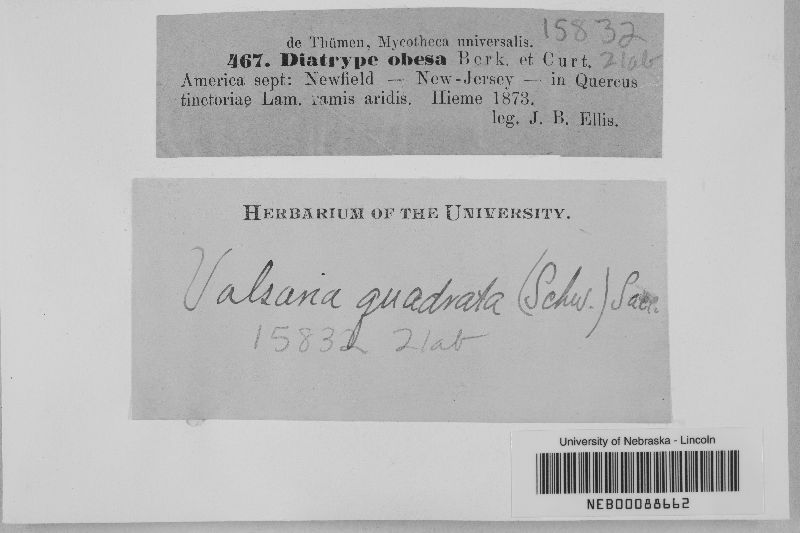 15832
de Thümen, Mycotheca universalis.
467. Diatrype obesa Berk. et Curt. 21ab
America sept: Newfield — New-Jersey — in Quercus
tinctoriae Lam. ramis aridis. Hieme 1873.
leg. J. B. Ellis.
HERBARIUM OF THE UNIVERSITY.
Valsaria quadrata (Schw.) Sacc.
15832 21ab
University of Nebraska - Lincoln
NEB00088662